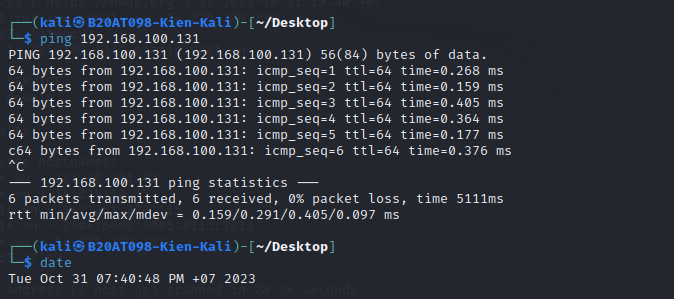 ┌──(kali㉿B20AT098-Kien-Kali)-[~/Desktop]
└─$ ping 192.168.100.131
PING 192.168.100.131 (192.168.100.131) 56(84) bytes of data.
64 bytes from 192.168.100.131: icmp_seq=1 ttl=64 time=0.268 ms
64 bytes from 192.168.100.131: icmp_seq=2 ttl=64 time=0.159 ms
64 bytes from 192.168.100.131: icmp_seq=3 ttl=64 time=0.405 ms
64 bytes from 192.168.100.131: icmp_seq=4 ttl=64 time=0.364 ms
64 bytes from 192.168.100.131: icmp_seq=5 ttl=64 time=0.177 ms
c64 bytes from 192.168.100.131: icmp_seq=6 ttl=64 time=0.376 ms
^C
--- 192.168.100.131 ping statistics ---
6 packets transmitted, 6 received, 0% packet loss, time 5111ms
rtt min/avg/max/mdev = 0.159/0.291/0.405/0.097 ms
┌──(kali㉿B20AT098-Kien-Kali)-[~/Desktop]
└─$ date
Tue Oct 31 07:40:48 PM +07 2023